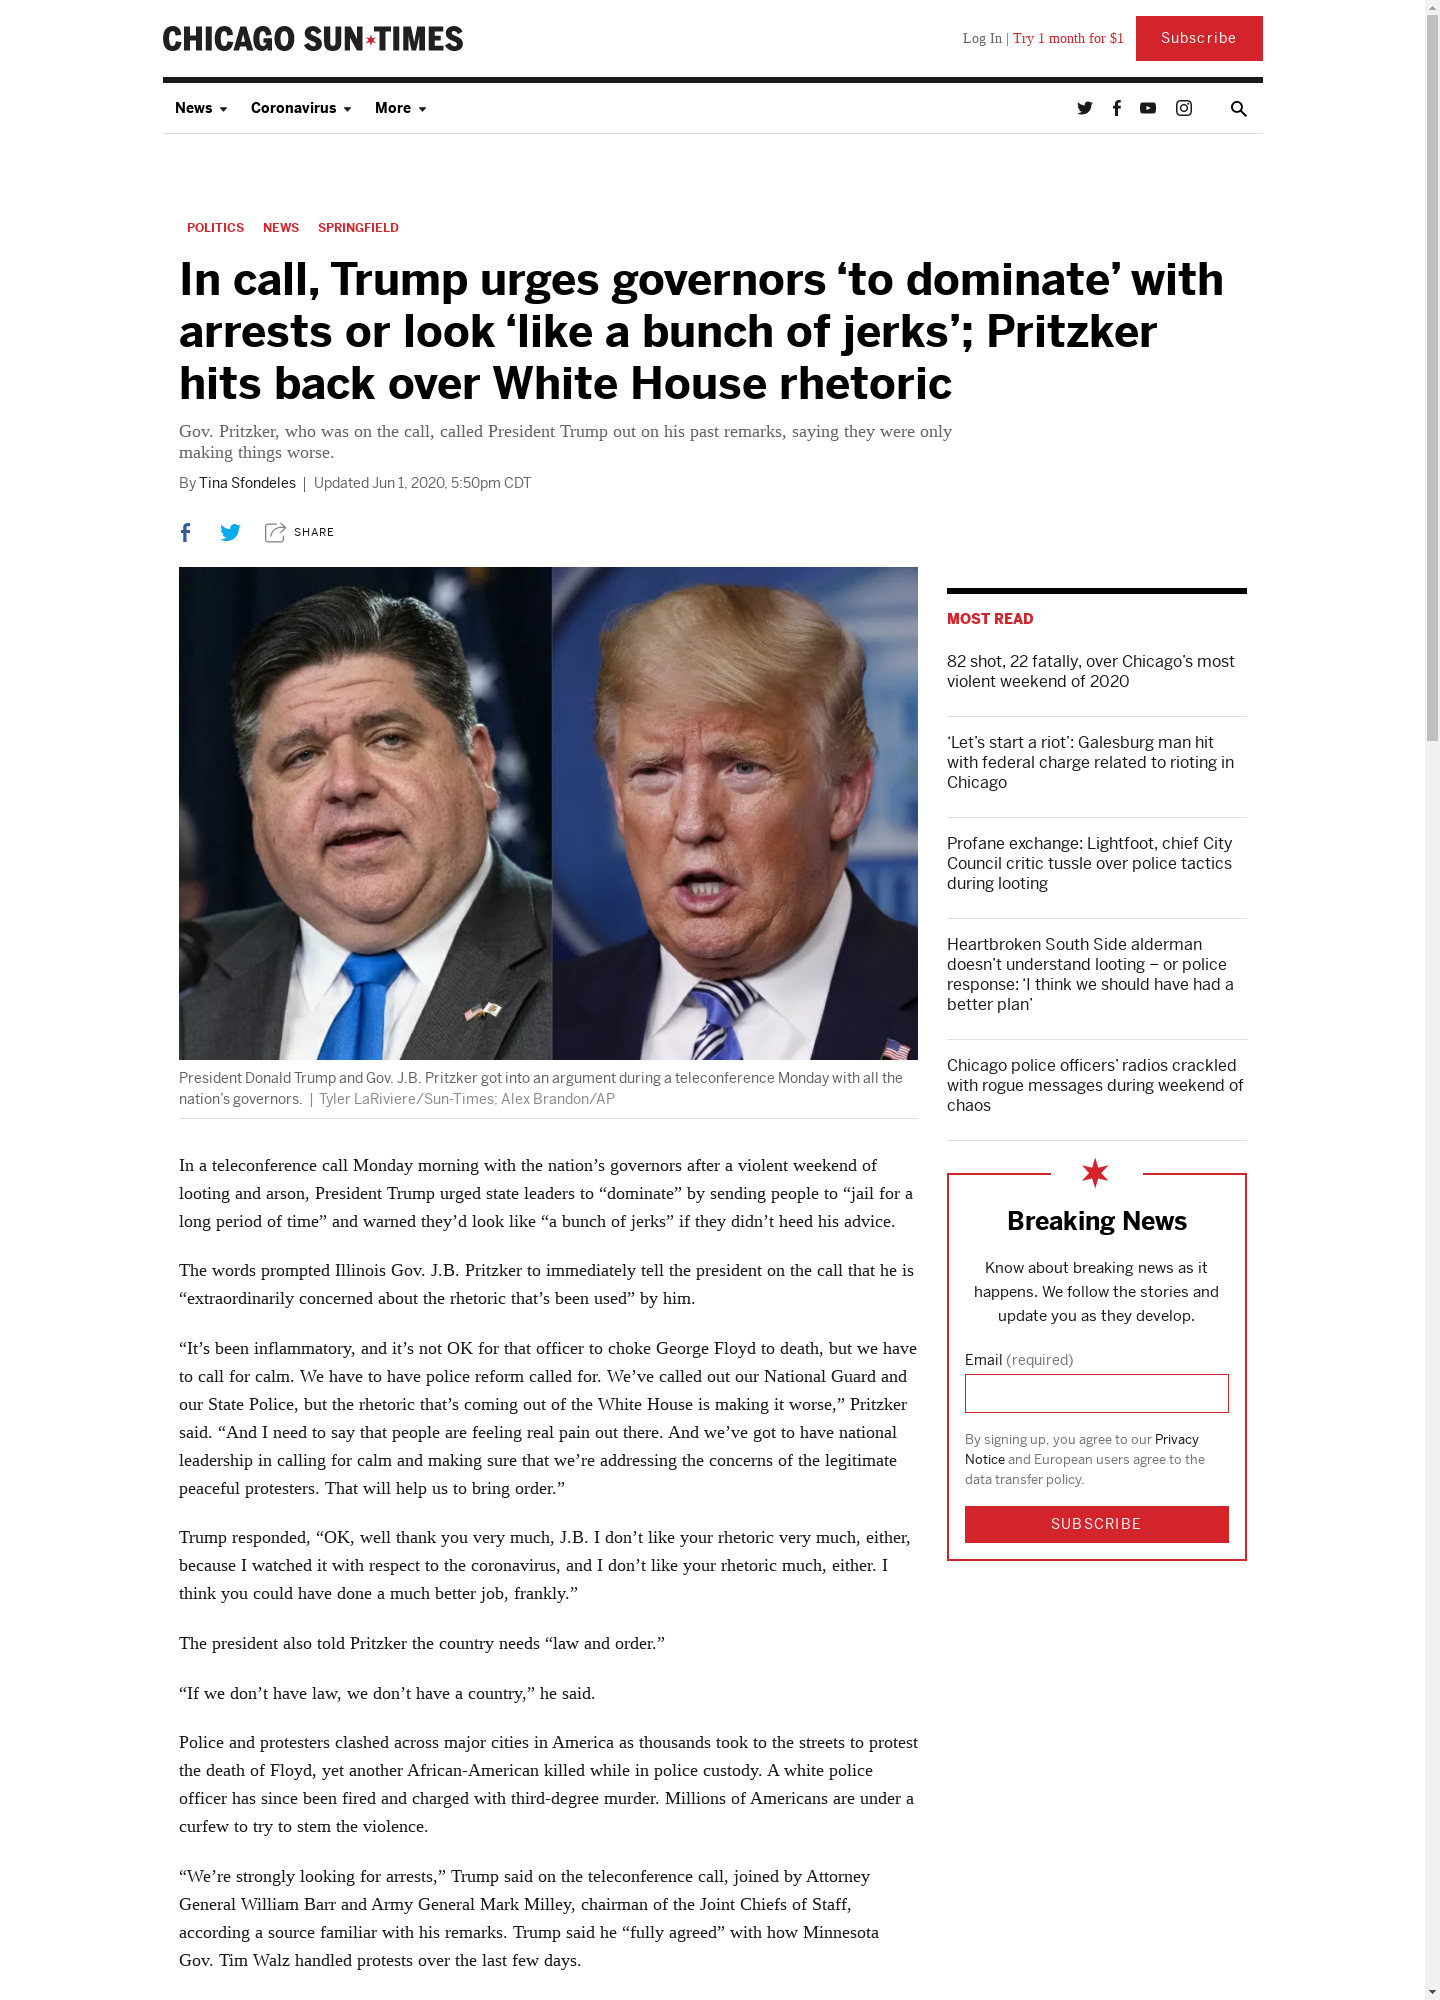 CHICAGO SUN TIMES
Log In | Try 1 month for $1
Subscribe
News
Coronavirus
More
POLITICS NEWS SPRINGFIELD
In call, Trump urges governors ‘to dominate’ with
arrests or look ‘like a bunch of jerks’; Pritzker
hits back over White House rhetoric
Gov. Pritzker, who was on the call, called President Trump out on his past remarks, saying they were only
making things worse.
By Tina Sfondeles | Updated Jun 1, 2020, 5:50pm CDT
SHARE
President Donald Trump and Gov. J.B. Pritzker got into an argument during a teleconference Monday with all the
nation’s governors. | Tyler LaRiviere/Sun-Times; Alex Brandon/AP
In a teleconference call Monday morning with the nation’s governors after a violent weekend of
looting and arson, President Trump urged state leaders to “dominate” by sending people to “jail for a
long period of time” and warned they’d look like “a bunch of jerks” if they didn’t heed his advice.
The words prompted Illinois Gov. J.B. Pritzker to immediately tell the president on the call that he is
“extraordinarily concerned about the rhetoric that’s been used” by him.
“It’s been inflammatory, and it’s not OK for that officer to choke George Floyd to death, but we have
to call for calm. We have to have police reform called for. We’ve called out our National Guard and
our State Police, but the rhetoric that’s coming out of the White House is making it worse,” Pritzker
said. “And I need to say that people are feeling real pain out there. And we’ve got to have national
leadership in calling for calm and making sure that we’re addressing the concerns of the legitimate
peaceful protesters. That will help us to bring order.”
Trump responded, “OK, well thank you very much, J.B. I don’t like your rhetoric very much, either,
because I watched it with respect to the coronavirus, and I don’t like your rhetoric much, either. I
think you could have done a much better job, frankly.”
The president also told Pritzker the country needs “law and order.”
“If we don’t have law, we don’t have a country,” he said.
Police and protesters clashed across major cities in America as thousands took to the streets to protest
the death of Floyd, yet another African-American killed while in police custody. A white police
officer has since been fired and charged with third-degree murder. Millions of Americans are under a
curfew to try to stem the violence.
“We’re strongly looking for arrests,” Trump said on the teleconference call, joined by Attorney
General William Barr and Army General Mark Milley, chairman of the Joint Chiefs of Staff,
according a source familiar with his remarks. Trump said he “fully agreed” with how Minnesota
Gov. Tim Walz handled protests over the last few days.
MOST READ
82 shot, 22 fatally, over Chicago’s most
violent weekend of 2020
‘Let’s start a riot’: Galesburg man hit
with federal charge related to rioting in
Chicago
Profane exchange: Lightfoot, chief City
Council critic tussle over police tactics
during looting
Heartbroken South Side alderman
doesn’t understand looting – or police
response: ‘I think we should have had a
better plan’
Chicago police officers’ radios crackled
with rogue messages during weekend of
chaos
Breaking News
Know about breaking news as it
happens. We follow the stories and
update you as they develop.
Email (required)
By signing up, you agree to our Privacy
Notice and European users agree to the
data transfer policy.
SUBSCRIBE